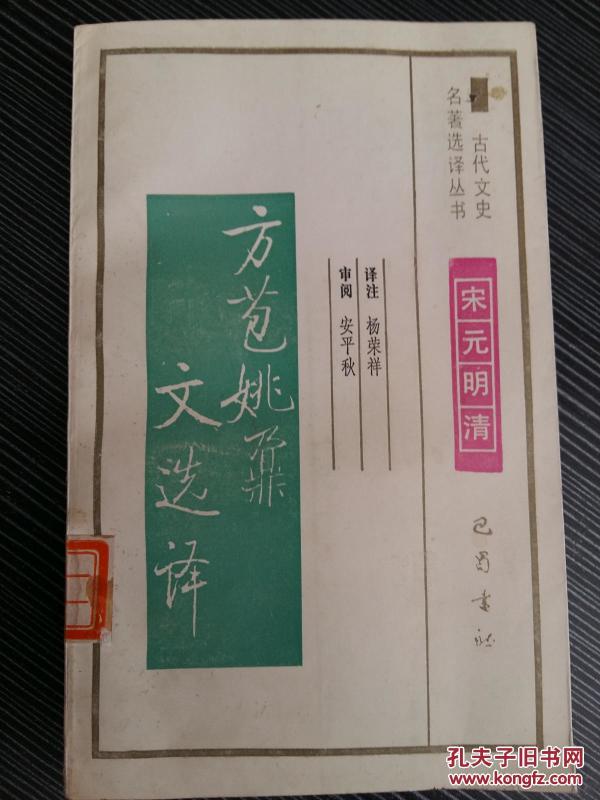 古代文史
名著选译丛书
宋元明清
巴蜀書社
译注 杨荣祥
审阅 安平秋
方苞姚鼐
文选译
孔夫子旧书网
www.kongfz.com